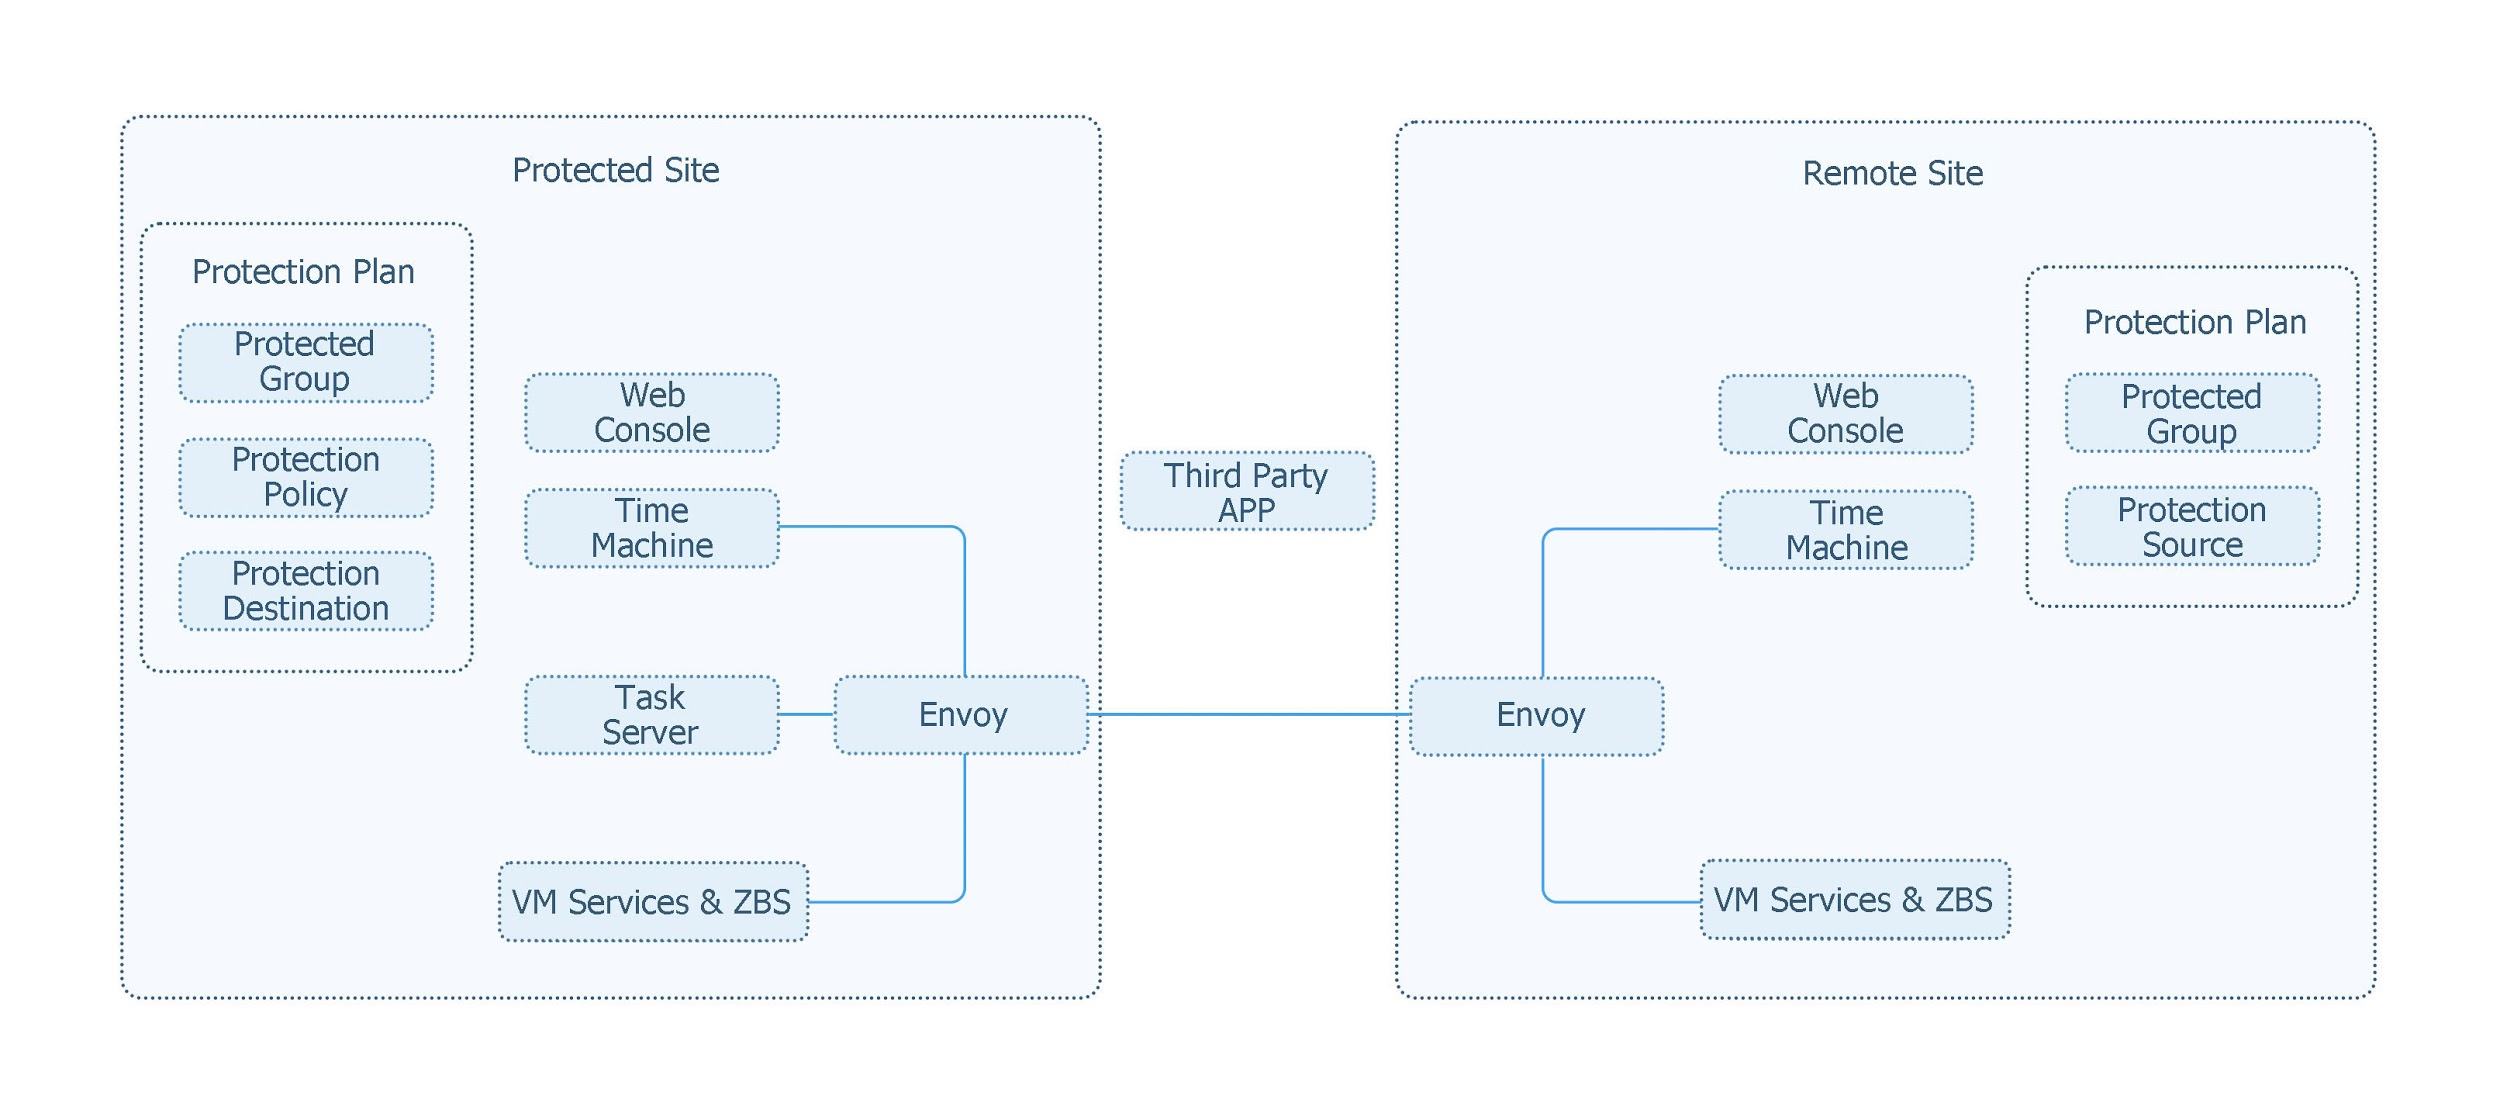 Protected Site
Protection Plan
Protected
Group
Protection
Policy
Protection
Destination
Web
Console
Time
Machine
Task
Server
Envoy
VM Services & ZBS
Third Party
APP
Remote Site
Web
Console
Time
Machine
Envoy
VM Services & ZBS
Protection Plan
Protected
Group
Protection
Source